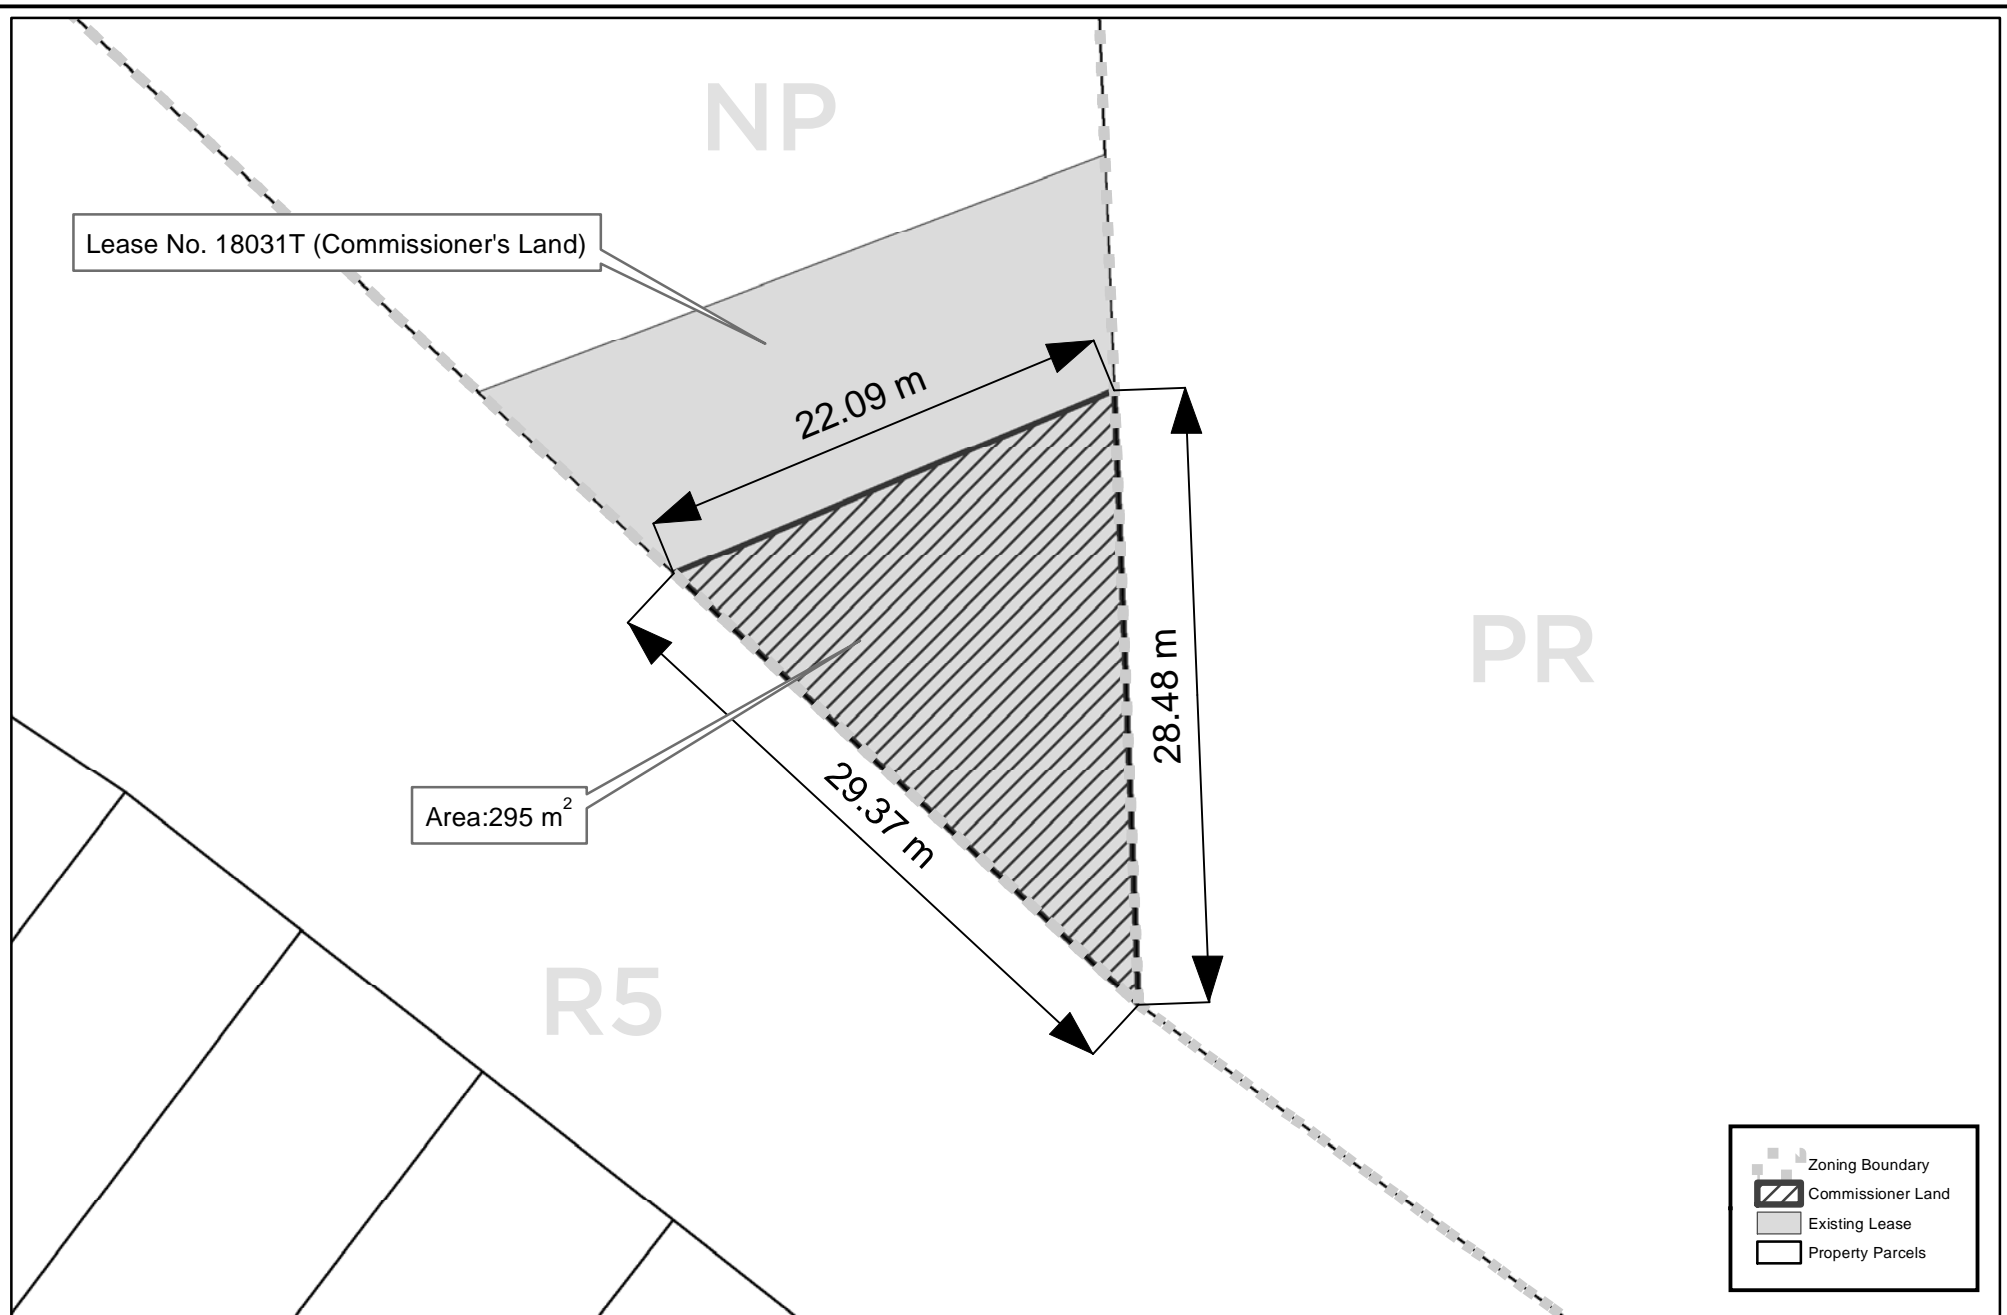 NP
Lease No. 18031T (Commissioner's Land)
22.09 m
28.48 m
PR
Area:295 m²
29.37 m
R5
Zoning Boundary
Commissioner Land
Existing Lease
Property Parcels